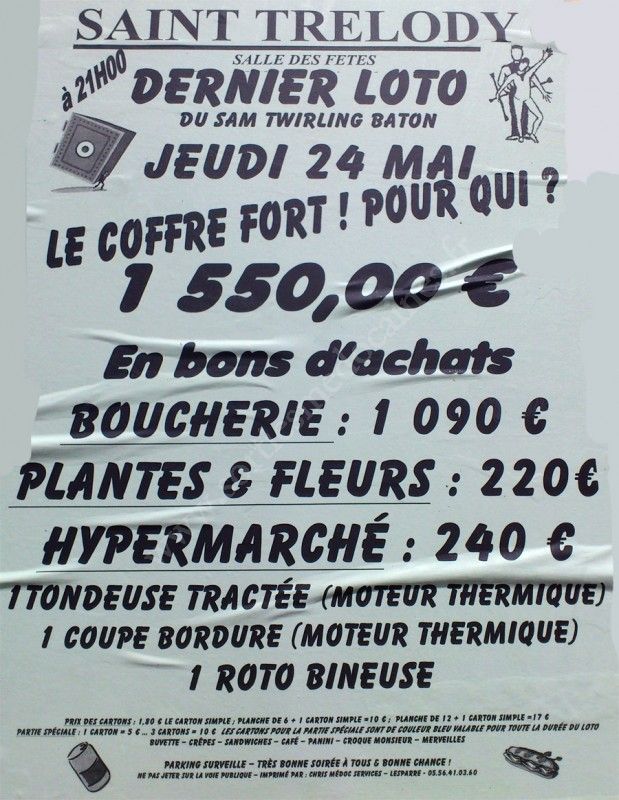 SAINT TRELODY
SALLE DES FETES
à 21H00
DERNIER LOTO
DU SAM TWIRLING BATON
JEUDI 24 MAI
LE COFFRE FORT ! POUR QUI ?
1 550,00 €
En bons d'achats
BOUCHERIE : 1 090 €
PLANTES & FLEURS : 220€
HYPERMARCHÉ : 240 €
1 TONDEUSE TRACTÉE (MOTEUR THERMIQUE)
1 COUPE BORDURE (MOTEUR THERMIQUE)
1 ROTO BINEUSE
PRIX DES CARTONS : 1,80 € LE CARTON SIMPLE ; PLANCHE DE 6 + 1 CARTON SIMPLE =10 € ; PLANCHE DE 12 + 1 CARTON SIMPLE =17 €
PARTIE SPÉCIALE : 1 CARTON = 5 € ... 3 CARTONS = 10 € LES CARTONS POUR LA PARTIE SPÉCIALE SONT DE COULEUR BLEU VALABLE POUR TOUTE LA DURÉE DU LOTO
BUVETTE – CRÊPES – SANDWICHES – CAFÉ – PANINI – CROQUE MONSIEUR – MERVEILLES
PARKING SURVEILLE – TRÈS BONNE SOIRÉE À TOUS & BONNE CHANCE !
NE PAS JETER SUR LA VOIE PUBLIQUE – IMPRIMÉ PAR : CHRIS MÉDOC SERVICES – LESPARRE - 05.56.41.03.60